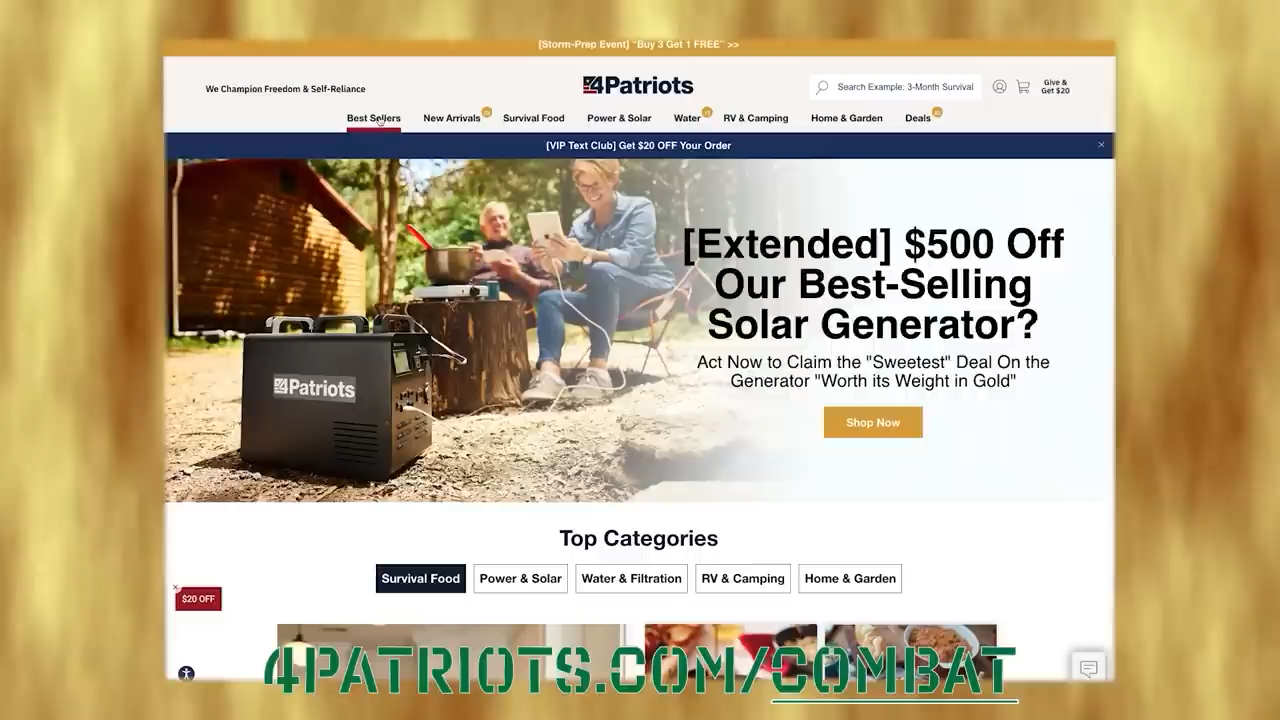 [Storm-Prep Event] "Buy 3 Get 1 FREE" >>
We Champion Freedom & Self-Reliance
4Patriots
Search Example: 3-Month Survival
Give &
Get $20
Best Sellers
New Arrivals
Survival Food
Power & Solar
Water
RV & Camping
Home & Garden
Deals
[VIP Text Club] Get $20 OFF Your Order
[Extended] $500 Off
Our Best-Selling
Solar Generator?
Act Now to Claim the "Sweetest" Deal On the
Generator "Worth its Weight in Gold"
Shop Now
4Patriots
Top Categories
Survival Food
Power & Solar
Water & Filtration
RV & Camping
Home & Garden
$20 OFF
4PATRIOTS.COM/COMBAT